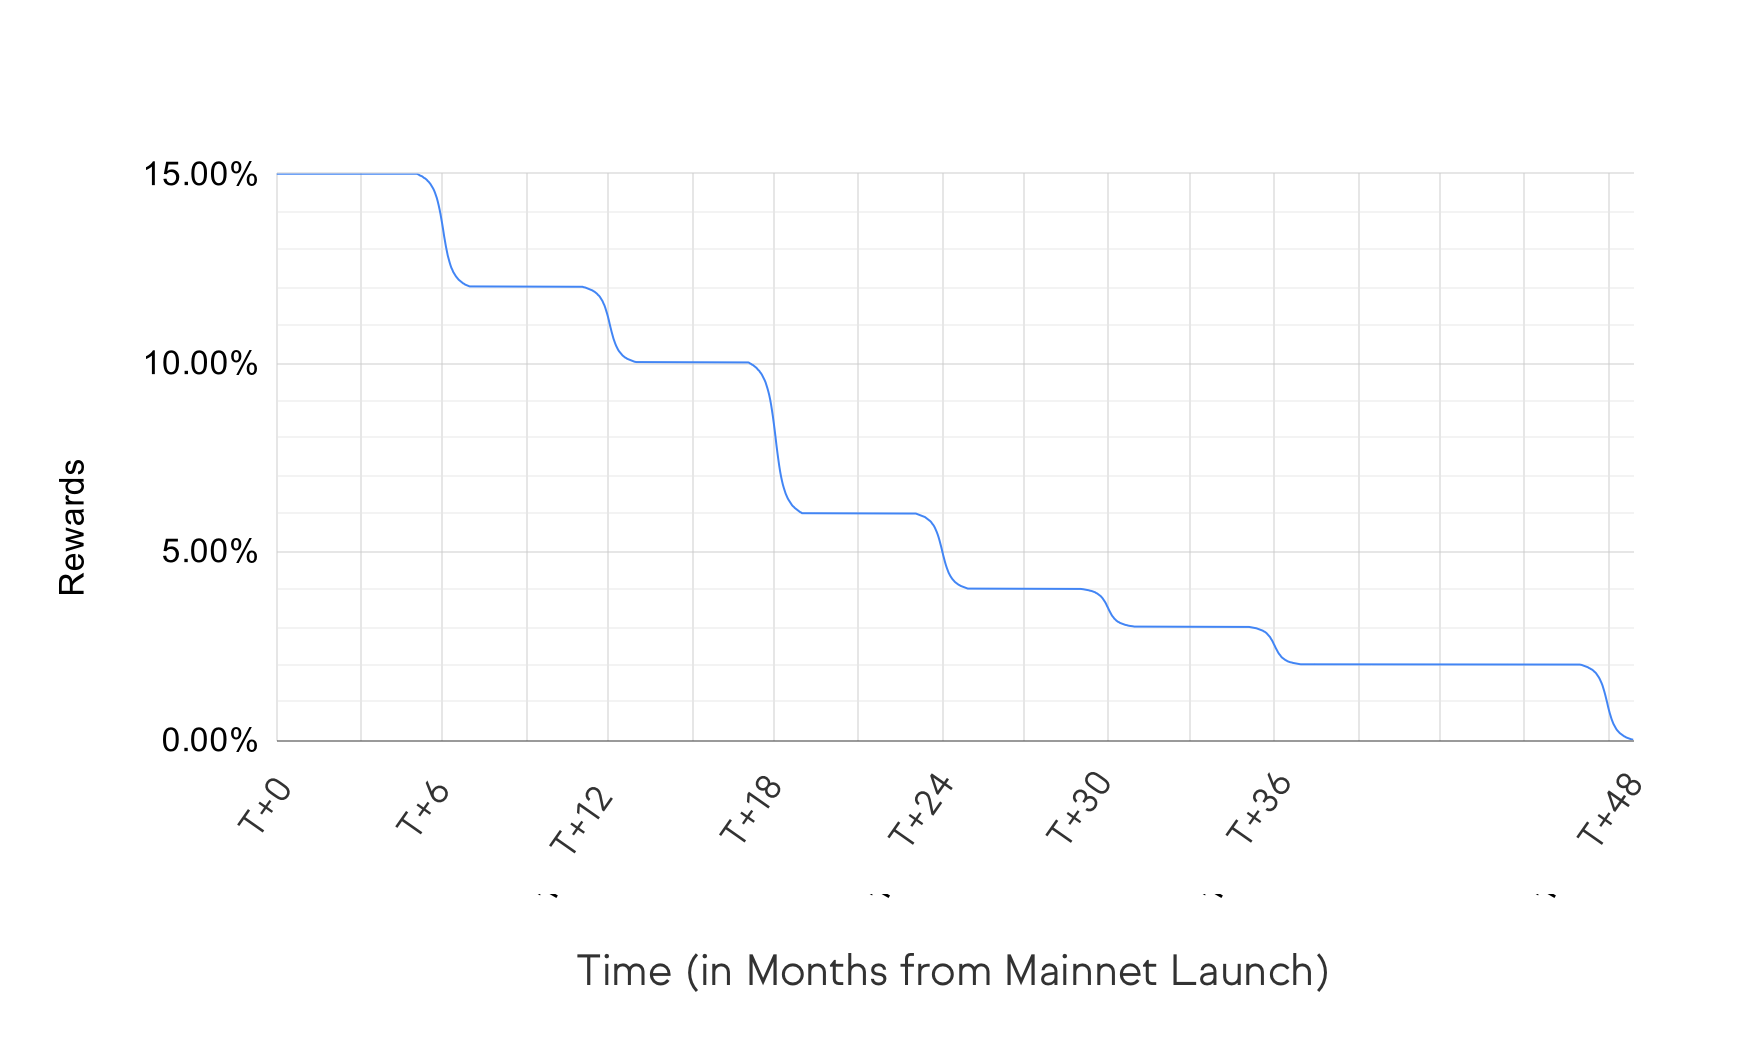 15.00%
10.00%
5.00%
0.00%
Rewards
T+0
T+6
T+12
T+18
T+24
T+30
T+36
T+48
Time (in Months from Mainnet Launch)